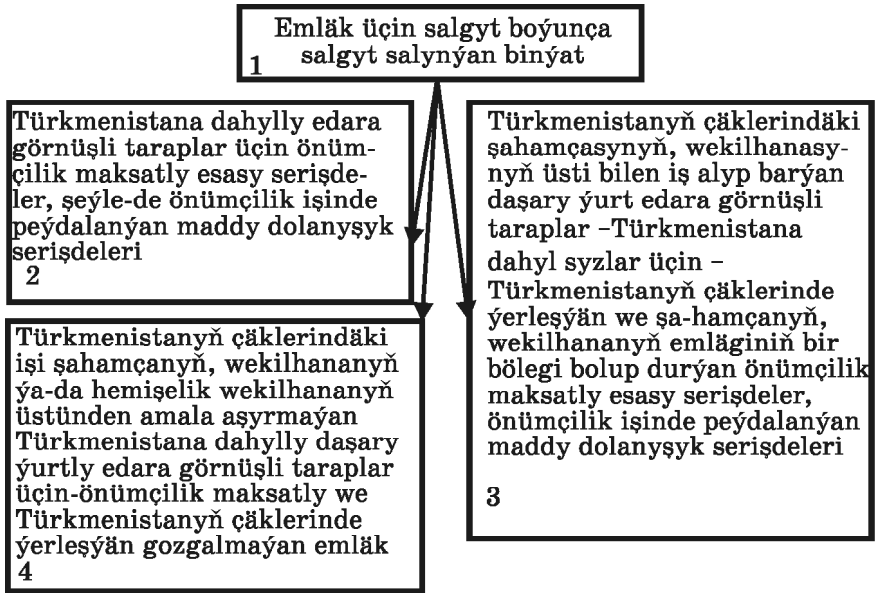 Emläk üçin salgyt boýunça
salgyt salynýan binýat
1
Türkmenistana dahylly edara
görnüşli taraplar üçin önüm-
çilik maksatly esasy serişde-
ler, şeýle-de önümçilik işinde
peýdalanýan maddy dolanyşyk
serişdeleri
2
Türkmenistanyň çäklerindäki
şahamçasynyň, wekilhanasy-
nyň üsti bilen iş alyp barýan
daşary ýurt edara görnüşli
taraplar –Türkmenistana
dahyl syzlar üçin –
Türkmenistanyň çäklerinde
ýerleşýän we şa-hamçanyň,
wekilhananyň emläginiň bir
bölegi bolup durýan önümçilik
maksatly esasy serişdeler,
önümçilik işinde peýdalanýan
maddy dolanyşyk serişdeleri
3
Türkmenistanyň çäklerindäki
işi şahamçanyň, wekilhananyň
ýa-da hemişelik wekilhananyň
üstünden amala aşyrmaýan
Türkmenistana dahylly daşary
ýurtly edara görnüşli taraplar
üçin-önümçilik maksatly we
Türkmenistanyň çäklerinde
ýerleşýän gozgalmaýan emläk
4